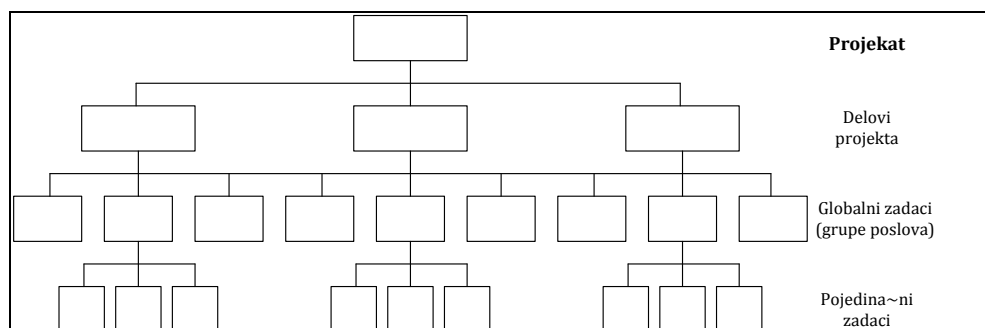 Projekat
Delovi
projekta
Globalni zadaci
(grupe poslova)
Pojedina~ni
zadaci